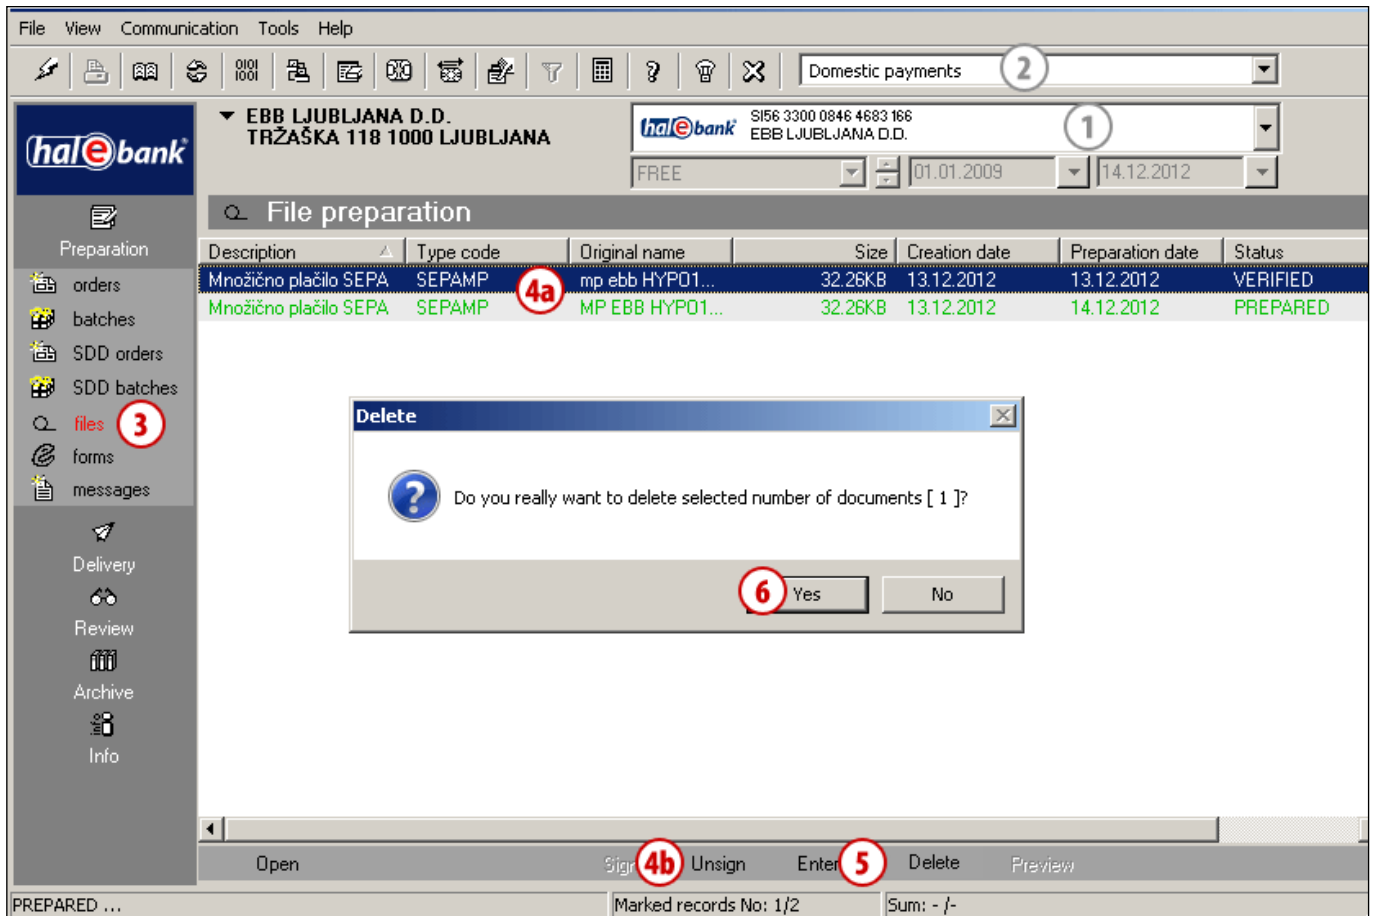 File View Communication Tools Help
Domestic payments 2
hal e bank
EBB LJUBLJANA D.D.
TRŽAŠKA 118 1000 LJUBLJANA
hal e bank SI56 3300 0846 4683 166
EBB LJUBLJANA D.D. 1
FREE 01.01.2009 14.12.2012
File preparation
Preparation
orders
batches
SDD orders
SDD batches
files 3
forms
messages
Delivery
Review
Archive
Info
Description Type code Original name Size Creation date Preparation date Status
Množično plačilo SEPA SEPAMP 4a mp ebb HYPO1... 32.26KB 13.12.2012 13.12.2012 VERIFIED
Množično plačilo SEPA SEPAMP MP EBB HYPO1... 32.26KB 13.12.2012 14.12.2012 PREPARED
Delete
Do you really want to delete selected number of documents [ 1 ]?
6 Yes No
Open Sign 4b Unsign Enter 5 Delete Preview
PREPARED ... Marked records No: 1/2 Sum: - /-